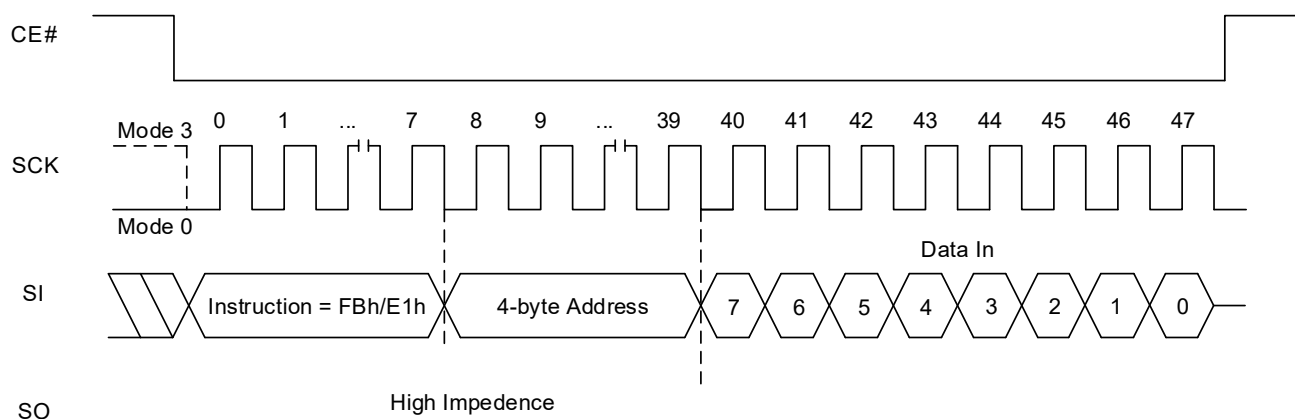 CE#
0 1 ... 7 8 9 ... 39 40 41 42 43 44 45 46 47
Mode 3
SCK
Mode 0
Data In
SI
Instruction = FBh/E1h 4-byte Address 7 6 5 4 3 2 1 0
High Impedence
SO